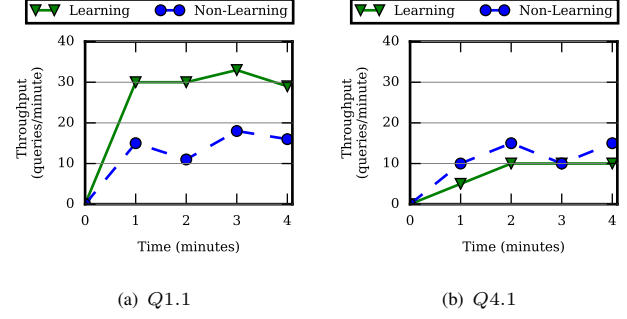 Learning Non-Learning
Learning Non-Learning
40
30
20
10
0
Throughput
(queries/minute)
0 1 2 3 4
Time (minutes)
40
30
20
10
0
Throughput
(queries/minute)
0 1 2 3 4
Time (minutes)
(a) Q1.1
(b) Q4.1